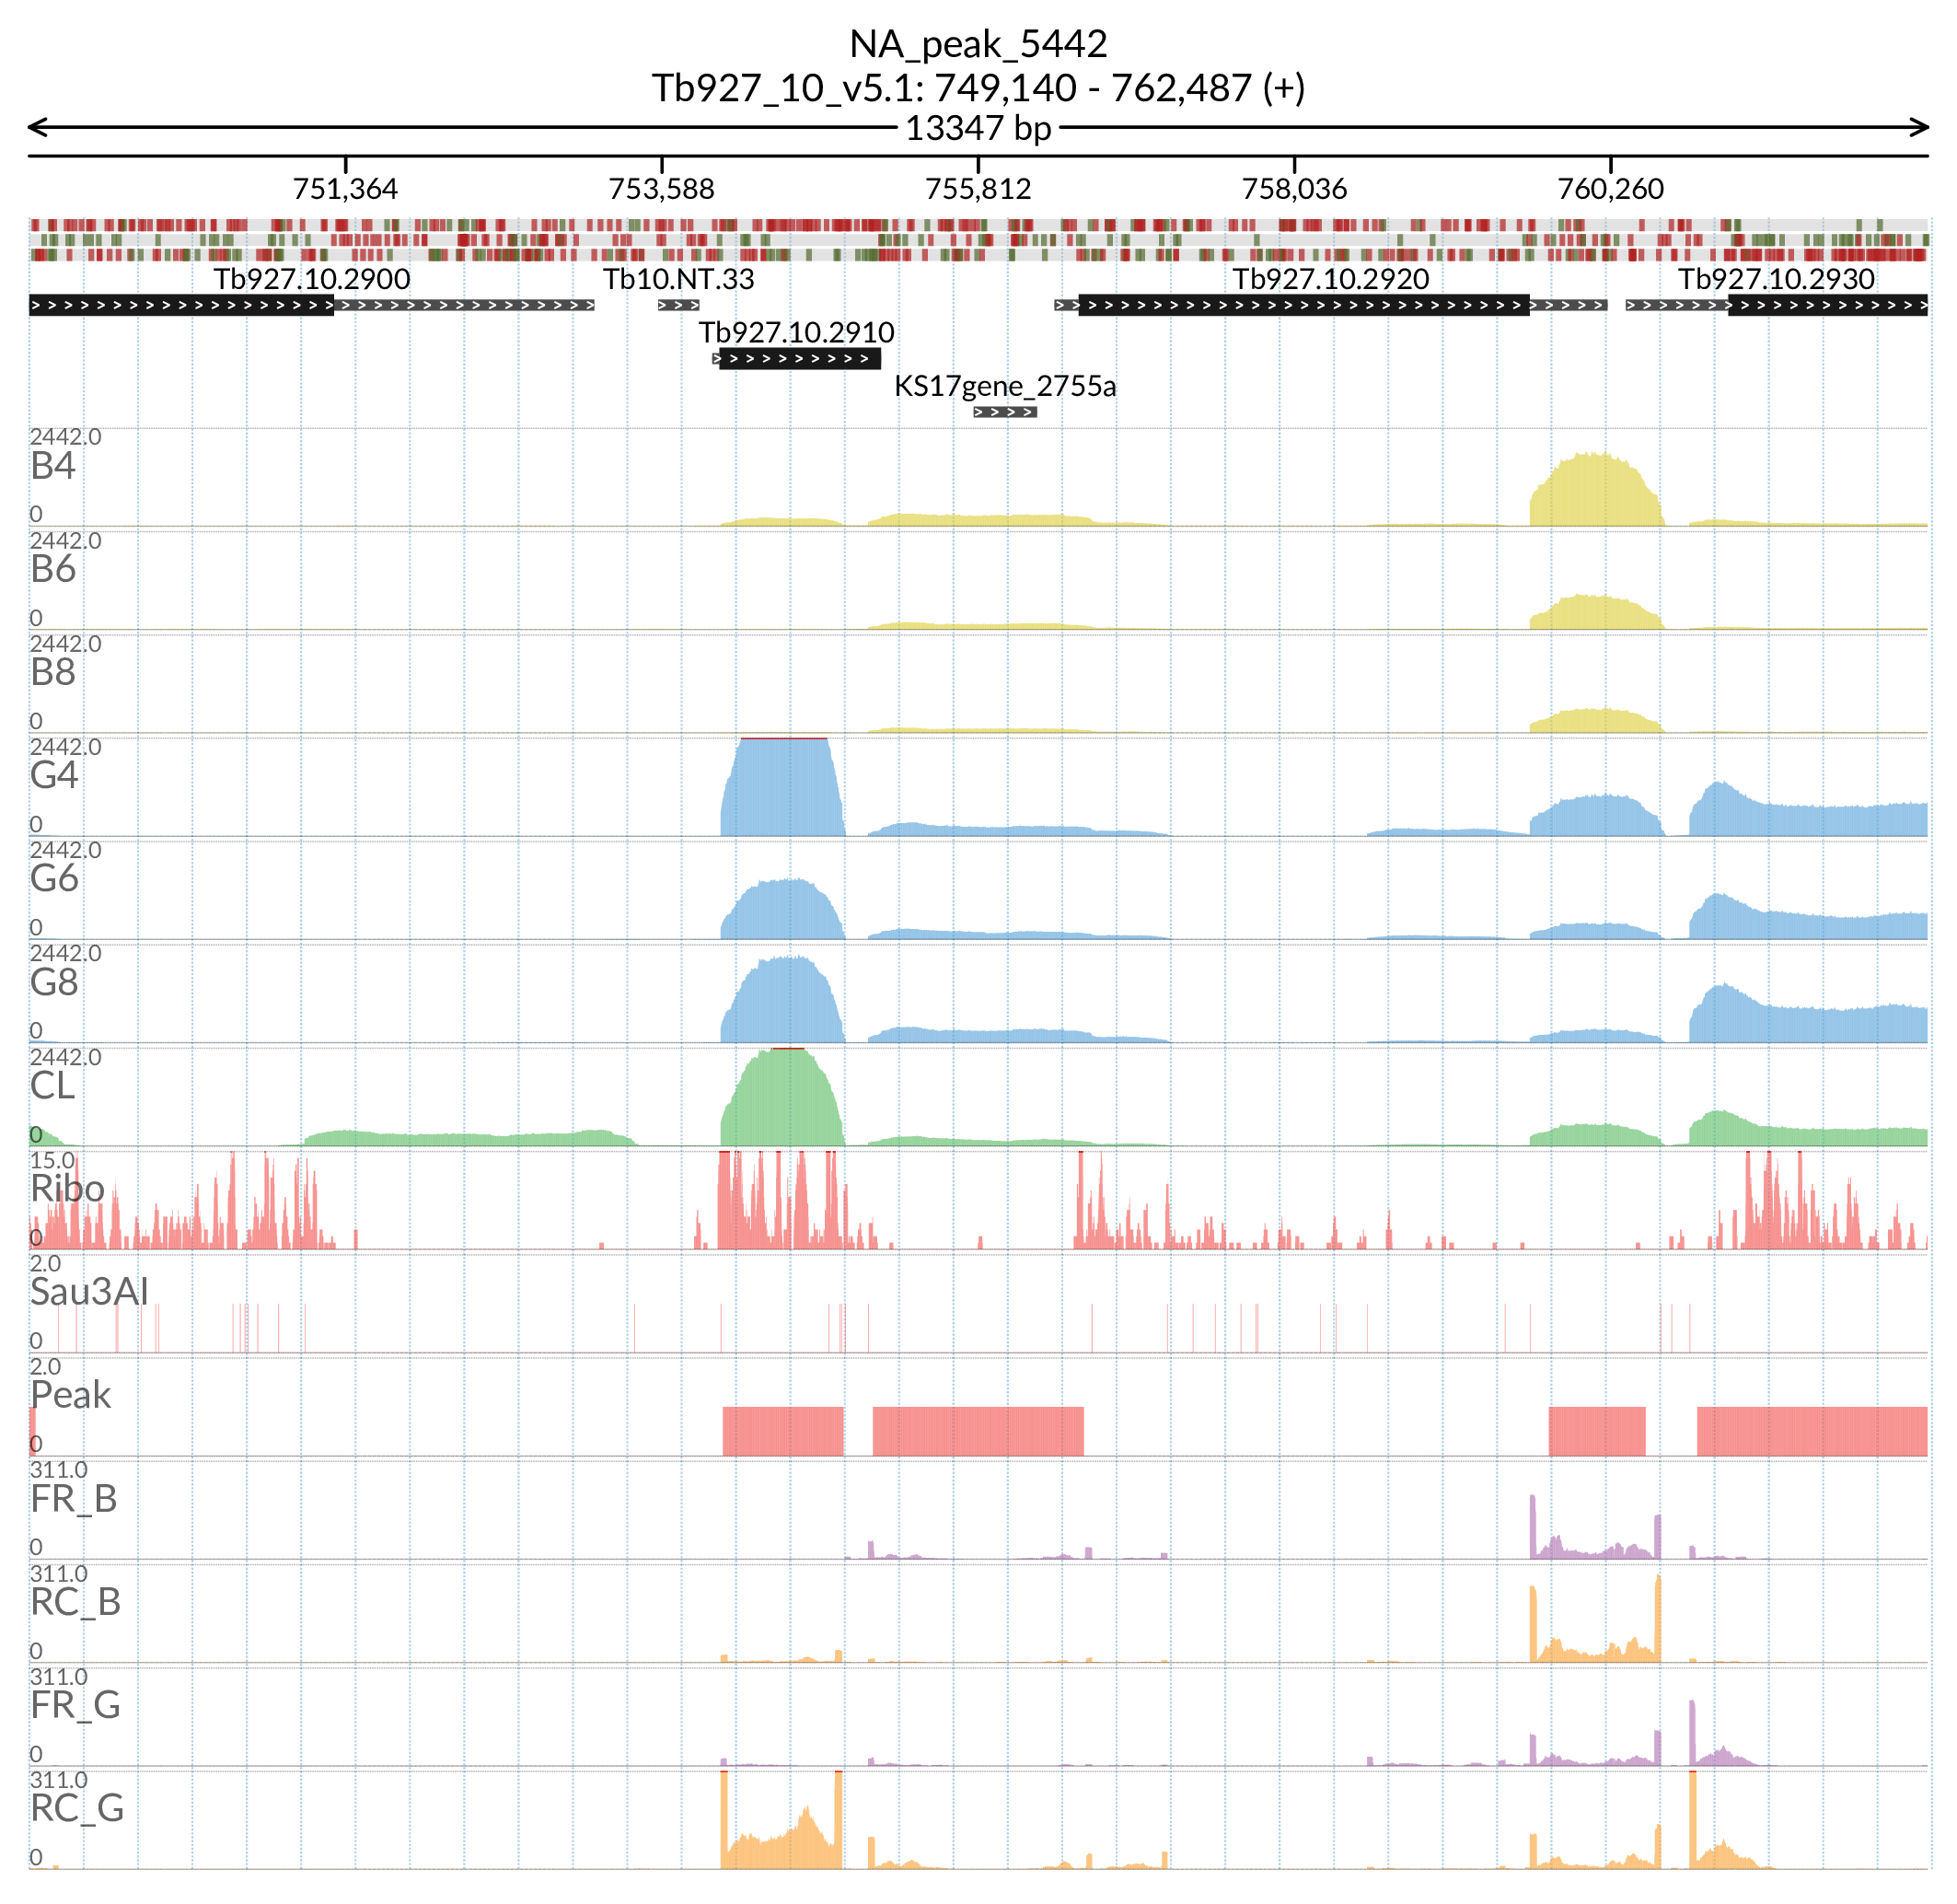 NA_peak_5442
Tb927_10_v5.1: 749,140 - 762,487 (+)
13347 bp
751,364 753,588 755,812 758,036 760,260
Tb927.10.2900 Tb10.NT.33 Tb927.10.2920 Tb927.10.2930
Tb927.10.2910
KS17gene_2755a
2442.0
B4
0
2442.0
B6
0
2442.0
B8
0
2442.0
G4
0
2442.0
G6
0
2442.0
G8
0
2442.0
CL
0
15.0
Ribo
0
2.0
Sau3AI
0
2.0
Peak
0
311.0
FR_B
0
311.0
RC_B
0
311.0
FR_G
0
311.0
RC_G
0